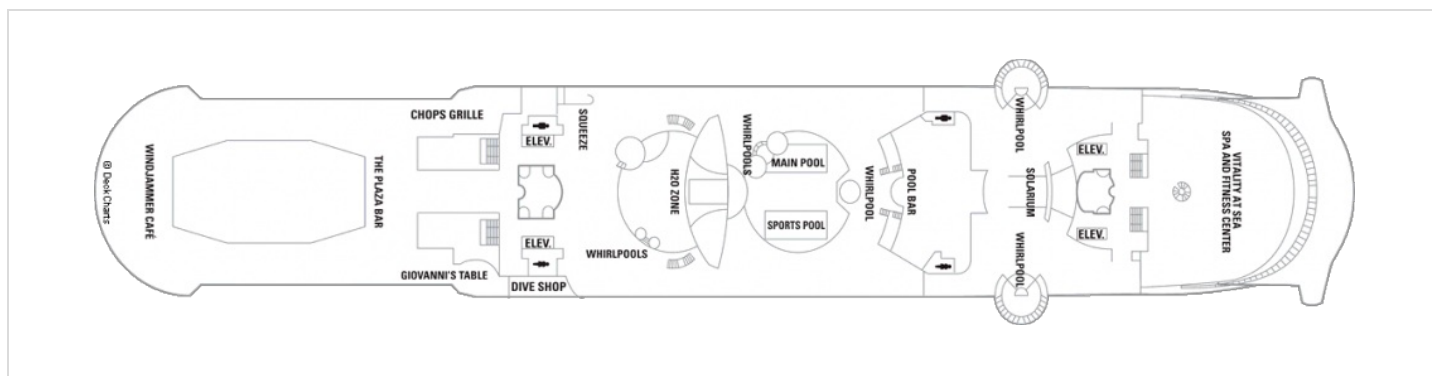 © Deck Charts
WINDJAMMER CAFÉ
THE PLAZA BAR
CHOPS GRILLE
GIOVANNI'S TABLE
ELEV.
ELEV.
DIVE SHOP
SQUEEZE
WHIRLPOOLS
H2O ZONE
WHIRLPOOLS
MAIN POOL
SPORTS POOL
WHIRLPOOL
POOL BAR
WHIRLPOOL
SOLARIUM
WHIRLPOOL
ELEV.
ELEV.
VITALITY AT SEA
SPA AND FITNESS CENTER